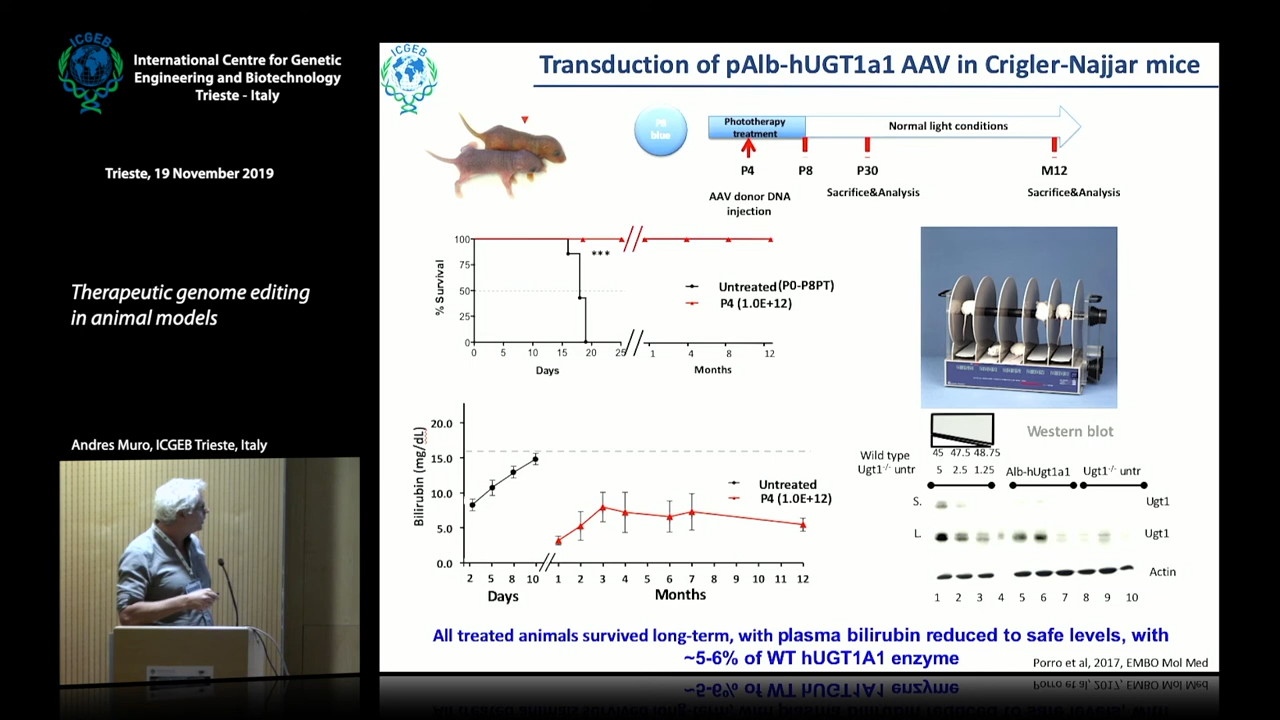 ICGEB
International Centre for Genetic
Engineering and Biotechnology
Trieste - Italy
Trieste, 19 November 2019
Therapeutic genome editing
in animal models
Andres Muro, ICGEB Trieste, Italy
ICGEB
Transduction of pAlb-hUGT1a1 AAV in Crigler-Najjar mice
blue
Phototherapy
treatment
Normal light conditions
P4
P8
P30
M12
AAV donor DNA
injection
Sacrifice&Analysis
Sacrifice&Analysis
% Survival
100
75
50
25
0
***
Untreated (P0-P8PT)
P4 (1.0E+12)
0 5 10 15 20 25 1 4 8 12
Days Months
Bilirubin (mg/dL)
20.0
15.0
10.0
5.0
0.0
Untreated
P4 (1.0E+12)
2 5 8 10 1 2 3 4 5 6 7 8 9 10 11 12
Days Months
Western blot
Wild type 45 47.5 48.75
Ugt1-/- untr 5 2.5 1.25 Alb-hUgt1a1 Ugt1-/- untr
S. Ugt1
L. Ugt1
Actin
1 2 3 4 5 6 7 8 9 10
All treated animals survived long-term, with plasma bilirubin reduced to safe levels, with
~5-6% of WT hUGT1A1 enzyme
Porro et al, 2017, EMBO Mol Med